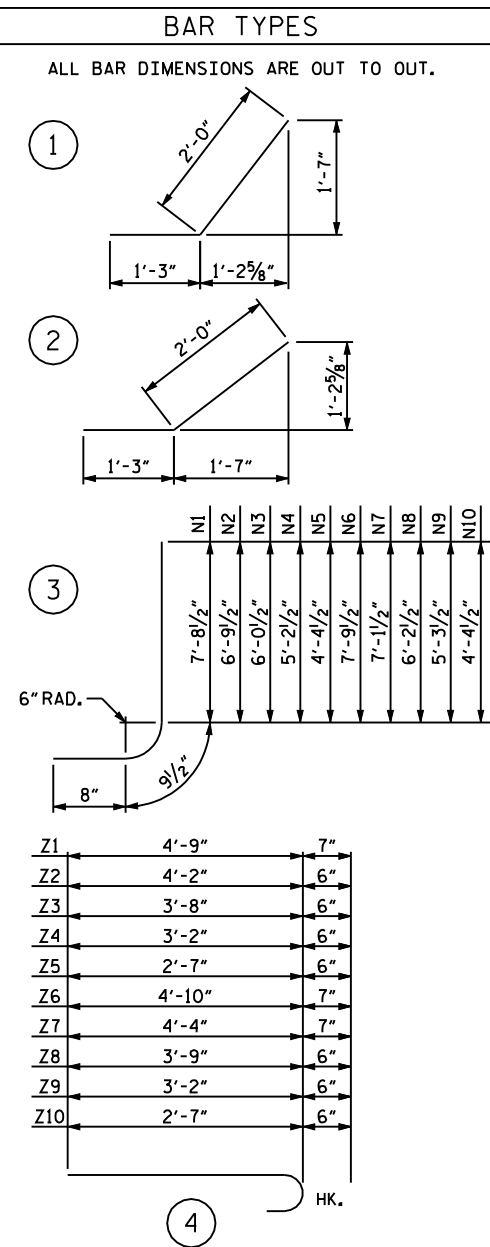 BAR TYPES
ALL BAR DIMENSIONS ARE OUT TO OUT.
1
2'-0"
1'-7"
1'-3"
1'-2⅝"
2
2'-0"
1'-2⅝"
1'-3"
1'-7"
3
N1
N2
N3
N4
N5
N6
N7
N8
N9
N10
7'-8½"
6'-9½"
6'-0½"
5'-2½"
4'-4½"
7'-9½"
7'-1½"
6'-2½"
5'-3½"
4'-4½"
6" RAD.
8"
9½"
Z1 4'-9" 7"
Z2 4'-2" 6"
Z3 3'-8" 6"
Z4 3'-2" 6"
Z5 2'-7" 6"
Z6 4'-10" 7"
Z7 4'-4" 7"
Z8 3'-9" 6"
Z9 3'-2" 6"
Z10 2'-7" 6"
HK.
4